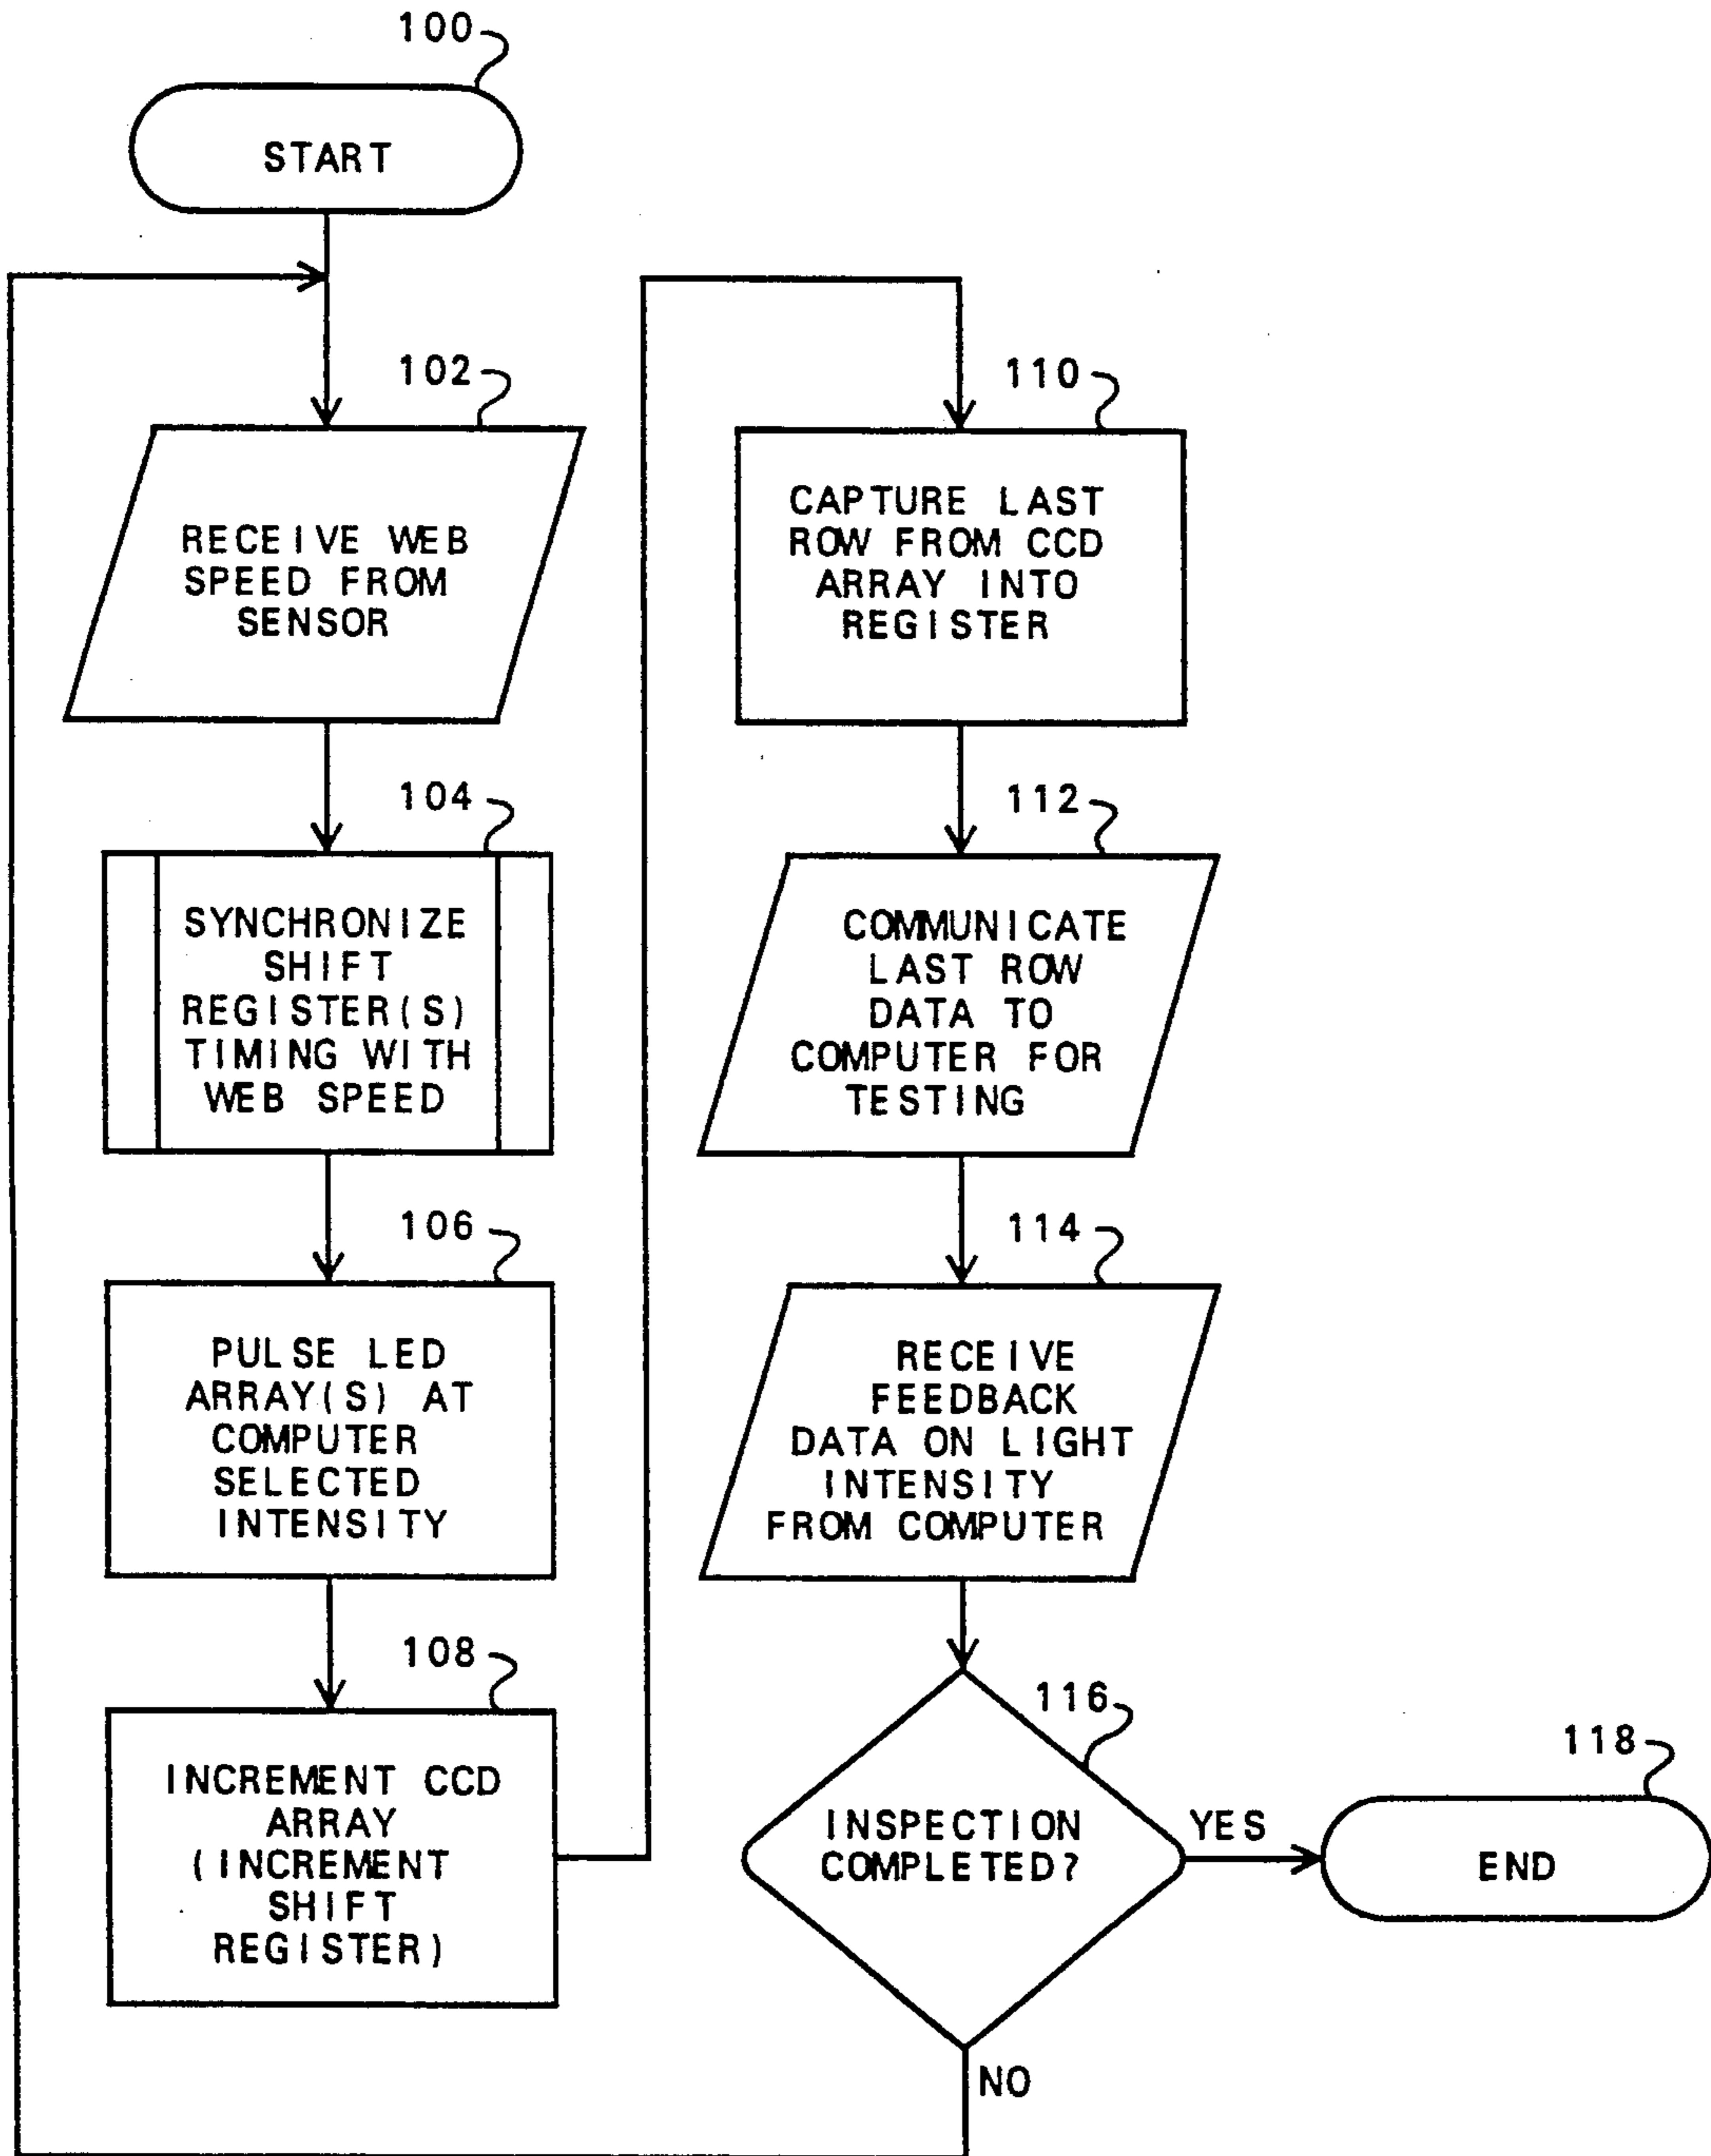 100
START
102
RECEIVE WEB
SPEED FROM
SENSOR
104
SYNCHRONIZE
SHIFT
REGISTER(S)
TIMING WITH
WEB SPEED
106
PULSE LED
ARRAY(S) AT
COMPUTER
SELECTED
INTENSITY
108
INCREMENT CCD
ARRAY
(INCREMENT
SHIFT
REGISTER)
110
CAPTURE LAST
ROW FROM CCD
ARRAY INTO
REGISTER
112
COMMUNICATE
LAST ROW
DATA TO
COMPUTER FOR
TESTING
114
RECEIVE
FEEDBACK
DATA ON LIGHT
INTENSITY
FROM COMPUTER
116
INSPECTION
COMPLETED?
YES
NO
118
END